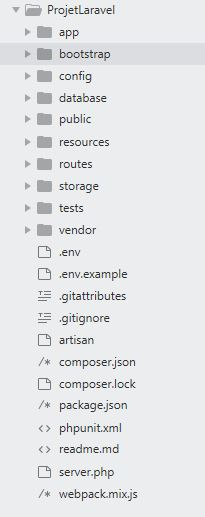 ProjetLaravel
app
bootstrap
config
database
public
resources
routes
storage
tests
vendor
.env
.env.example
.gitattributes
.gitignore
artisan
composer.json
composer.lock
package.json
phpunit.xml
readme.md
server.php
webpack.mix.js